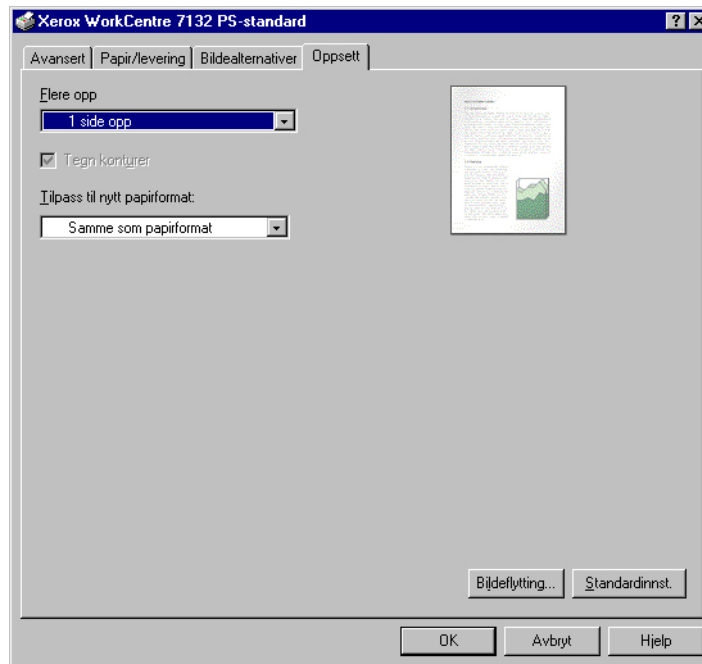 Xerox WorkCentre 7132 PS-standard
Avansert Papir/levering Bildealternativer Oppsett
Flere opp
1 side opp
Tegn konturer
Tilpass til nytt papirformat:
Samme som papirformat
Bildeflytting... Standardinnst.
OK Avbryt Hjelp